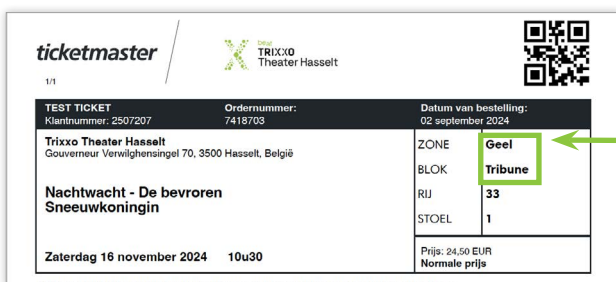 ticketmaster
beat
TRIXXO
Theater Hasselt
1/1
TEST TICKET
Klantnummer: 2507207
Ordernummer:
7418703
Datum van bestelling:
02 september 2024
Trixxo Theater Hasselt
Gouverneur Verwilghensingel 70, 3500 Hasselt, België
Nachtwacht - De bevroren
Sneeuwkoningin
Zaterdag 16 november 2024 10u30
ZONE Geel
BLOK Tribune
RIJ 33
STOEL 1
Prijs: 24,50 EUR
Normale prijs